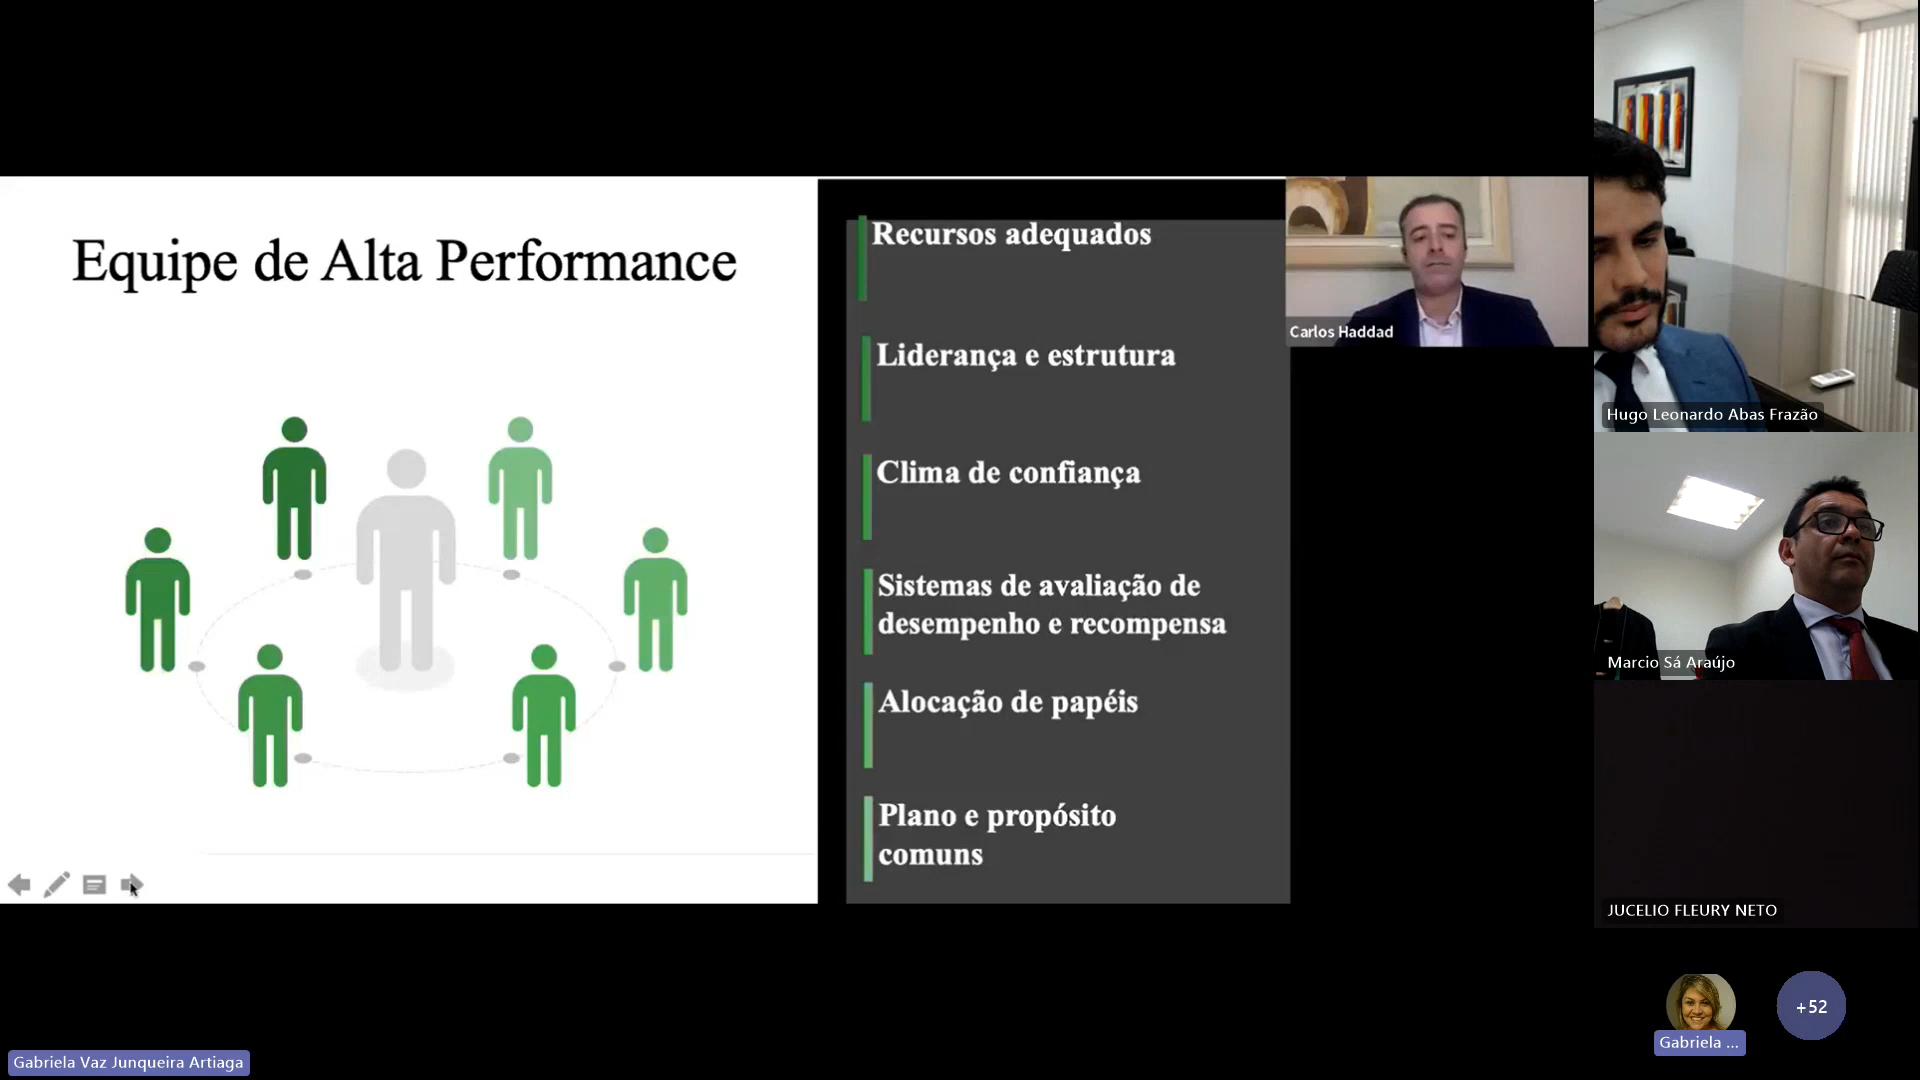 Equipe de Alta Performance
Recursos adequados
Liderança e estrutura
Clima de confiança
Sistemas de avaliação de
desempenho e recompensa
Alocação de papéis
Plano e propósito
comuns
Carlos Haddad
Hugo Leonardo Abas Frazão
Marcio Sá Araújo
JUCELIO FLEURY NETO
Gabriela ...
+52
Gabriela Vaz Junqueira Artiaga